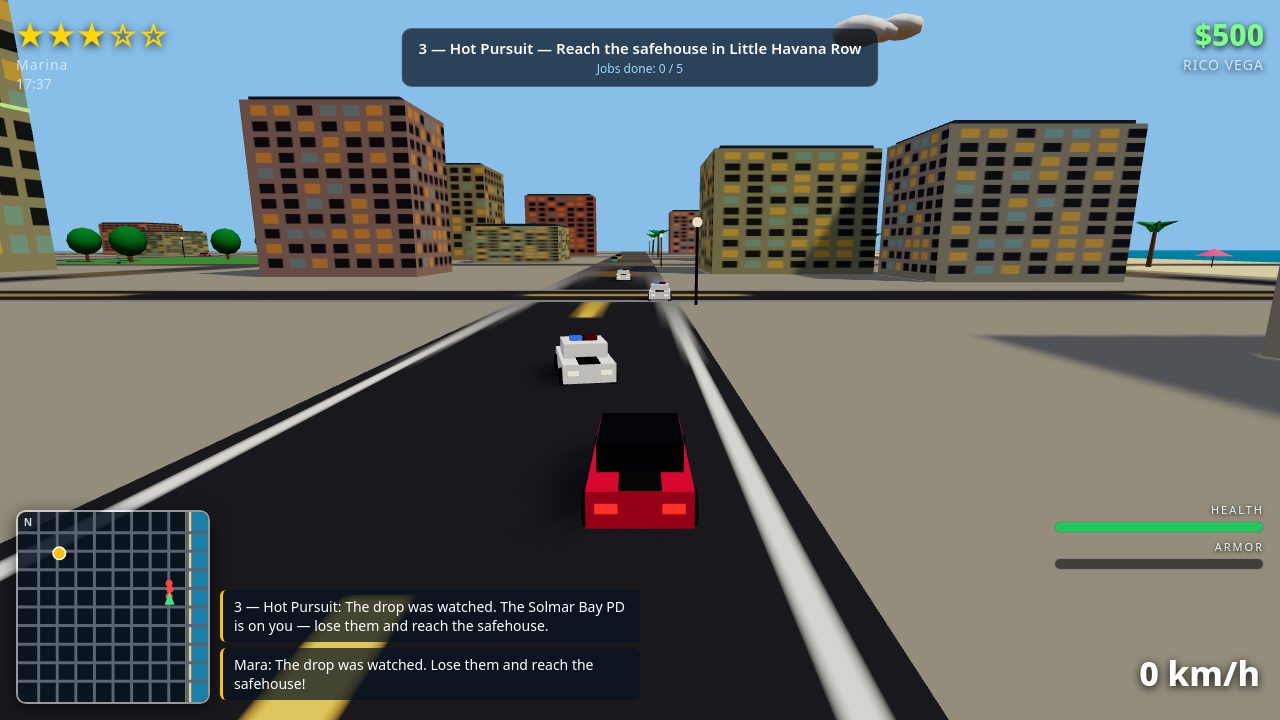 3 — Hot Pursuit — Reach the safehouse in Little Havana Row
Jobs done: 0 / 5
Marina
17:37
$500
RICO VEGA
N
3 — Hot Pursuit: The drop was watched. The Solmar Bay PD
is on you — lose them and reach the safehouse.
Mara: The drop was watched. Lose them and reach the
safehouse!
HEALTH
ARMOR
0 km/h